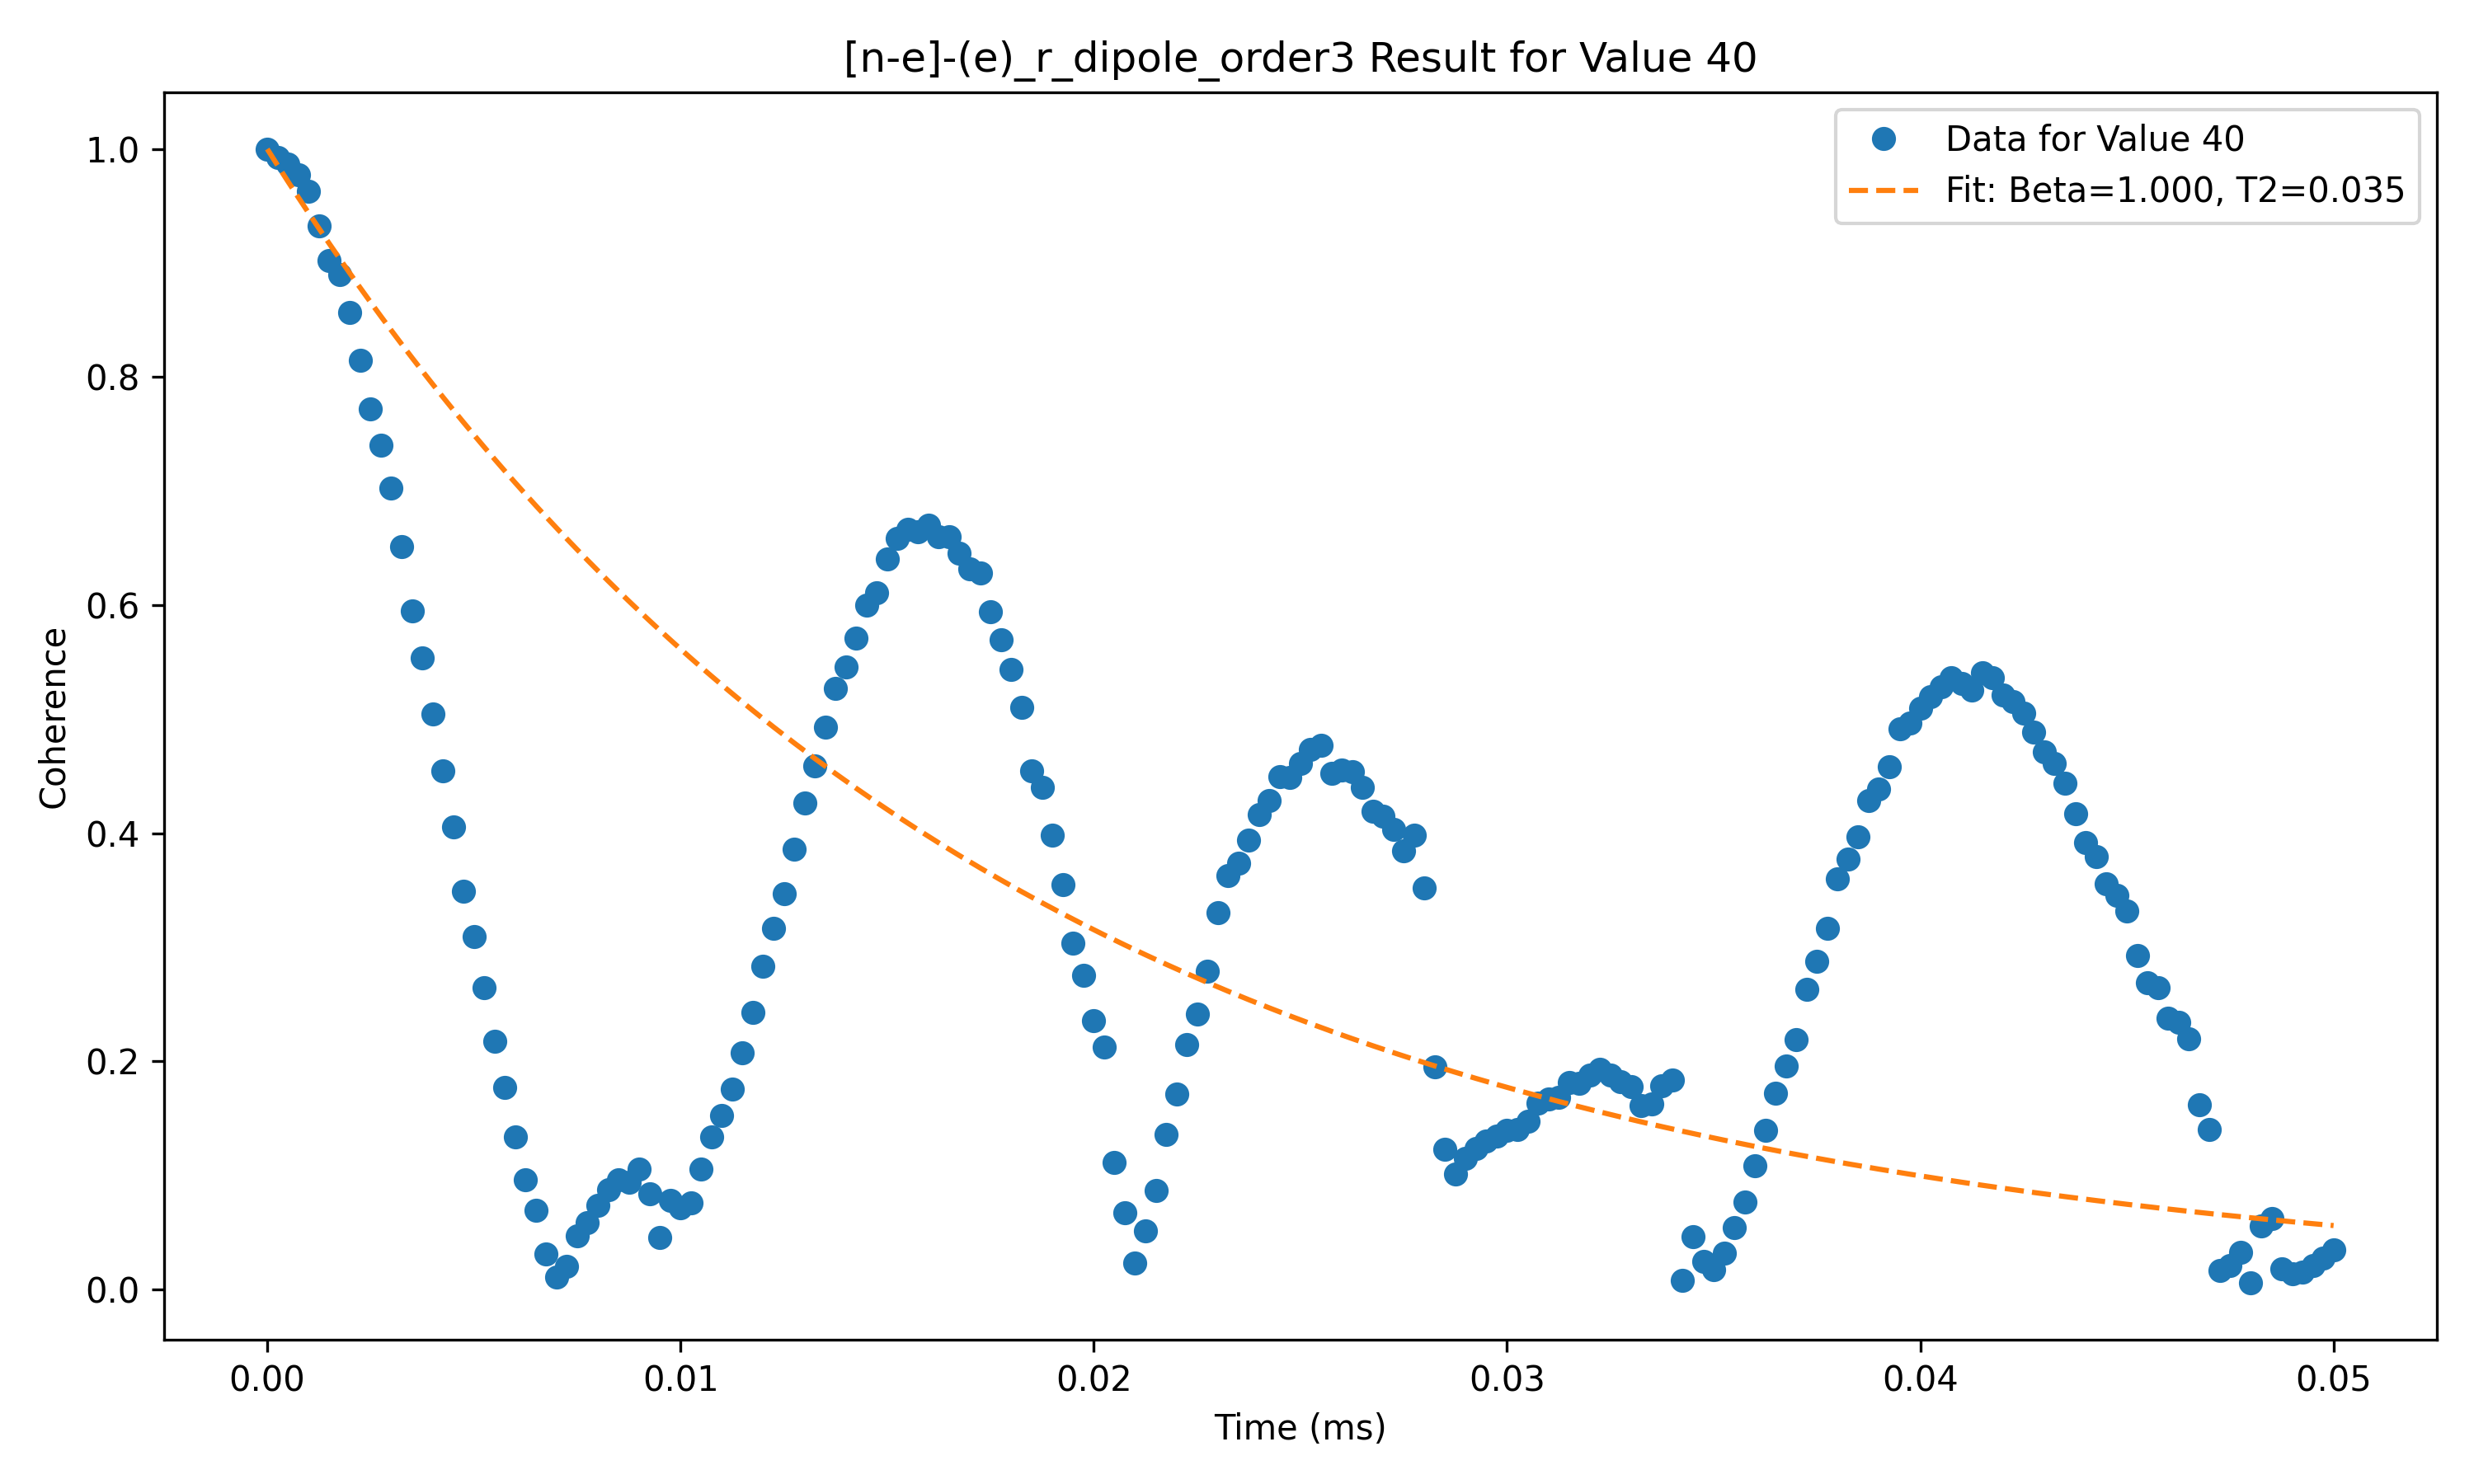 [n-e]-(e)_r_dipole_order3 Result for Value 40
Data for Value 40
Fit: Beta=1.000, T2=0.035
Coherence
1.0
0.8
0.6
0.4
0.2
0.0
0.00 0.01 0.02 0.03 0.04 0.05
Time (ms)